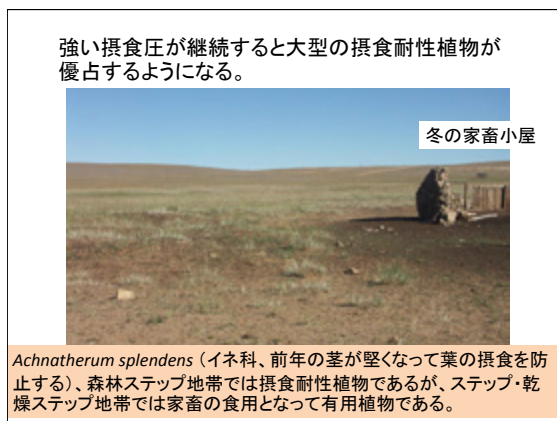 強い摂食圧が継続すると大型の摂食耐性植物が
優占するようになる。
冬の家畜小屋
Achnatherum splendens（イネ科、前年の茎が堅くなって葉の摂食を防
止する）、森林ステップ地帯では摂食耐性植物であるが、ステップ・乾
燥ステップ地帯では家畜の食用となって有用植物である。